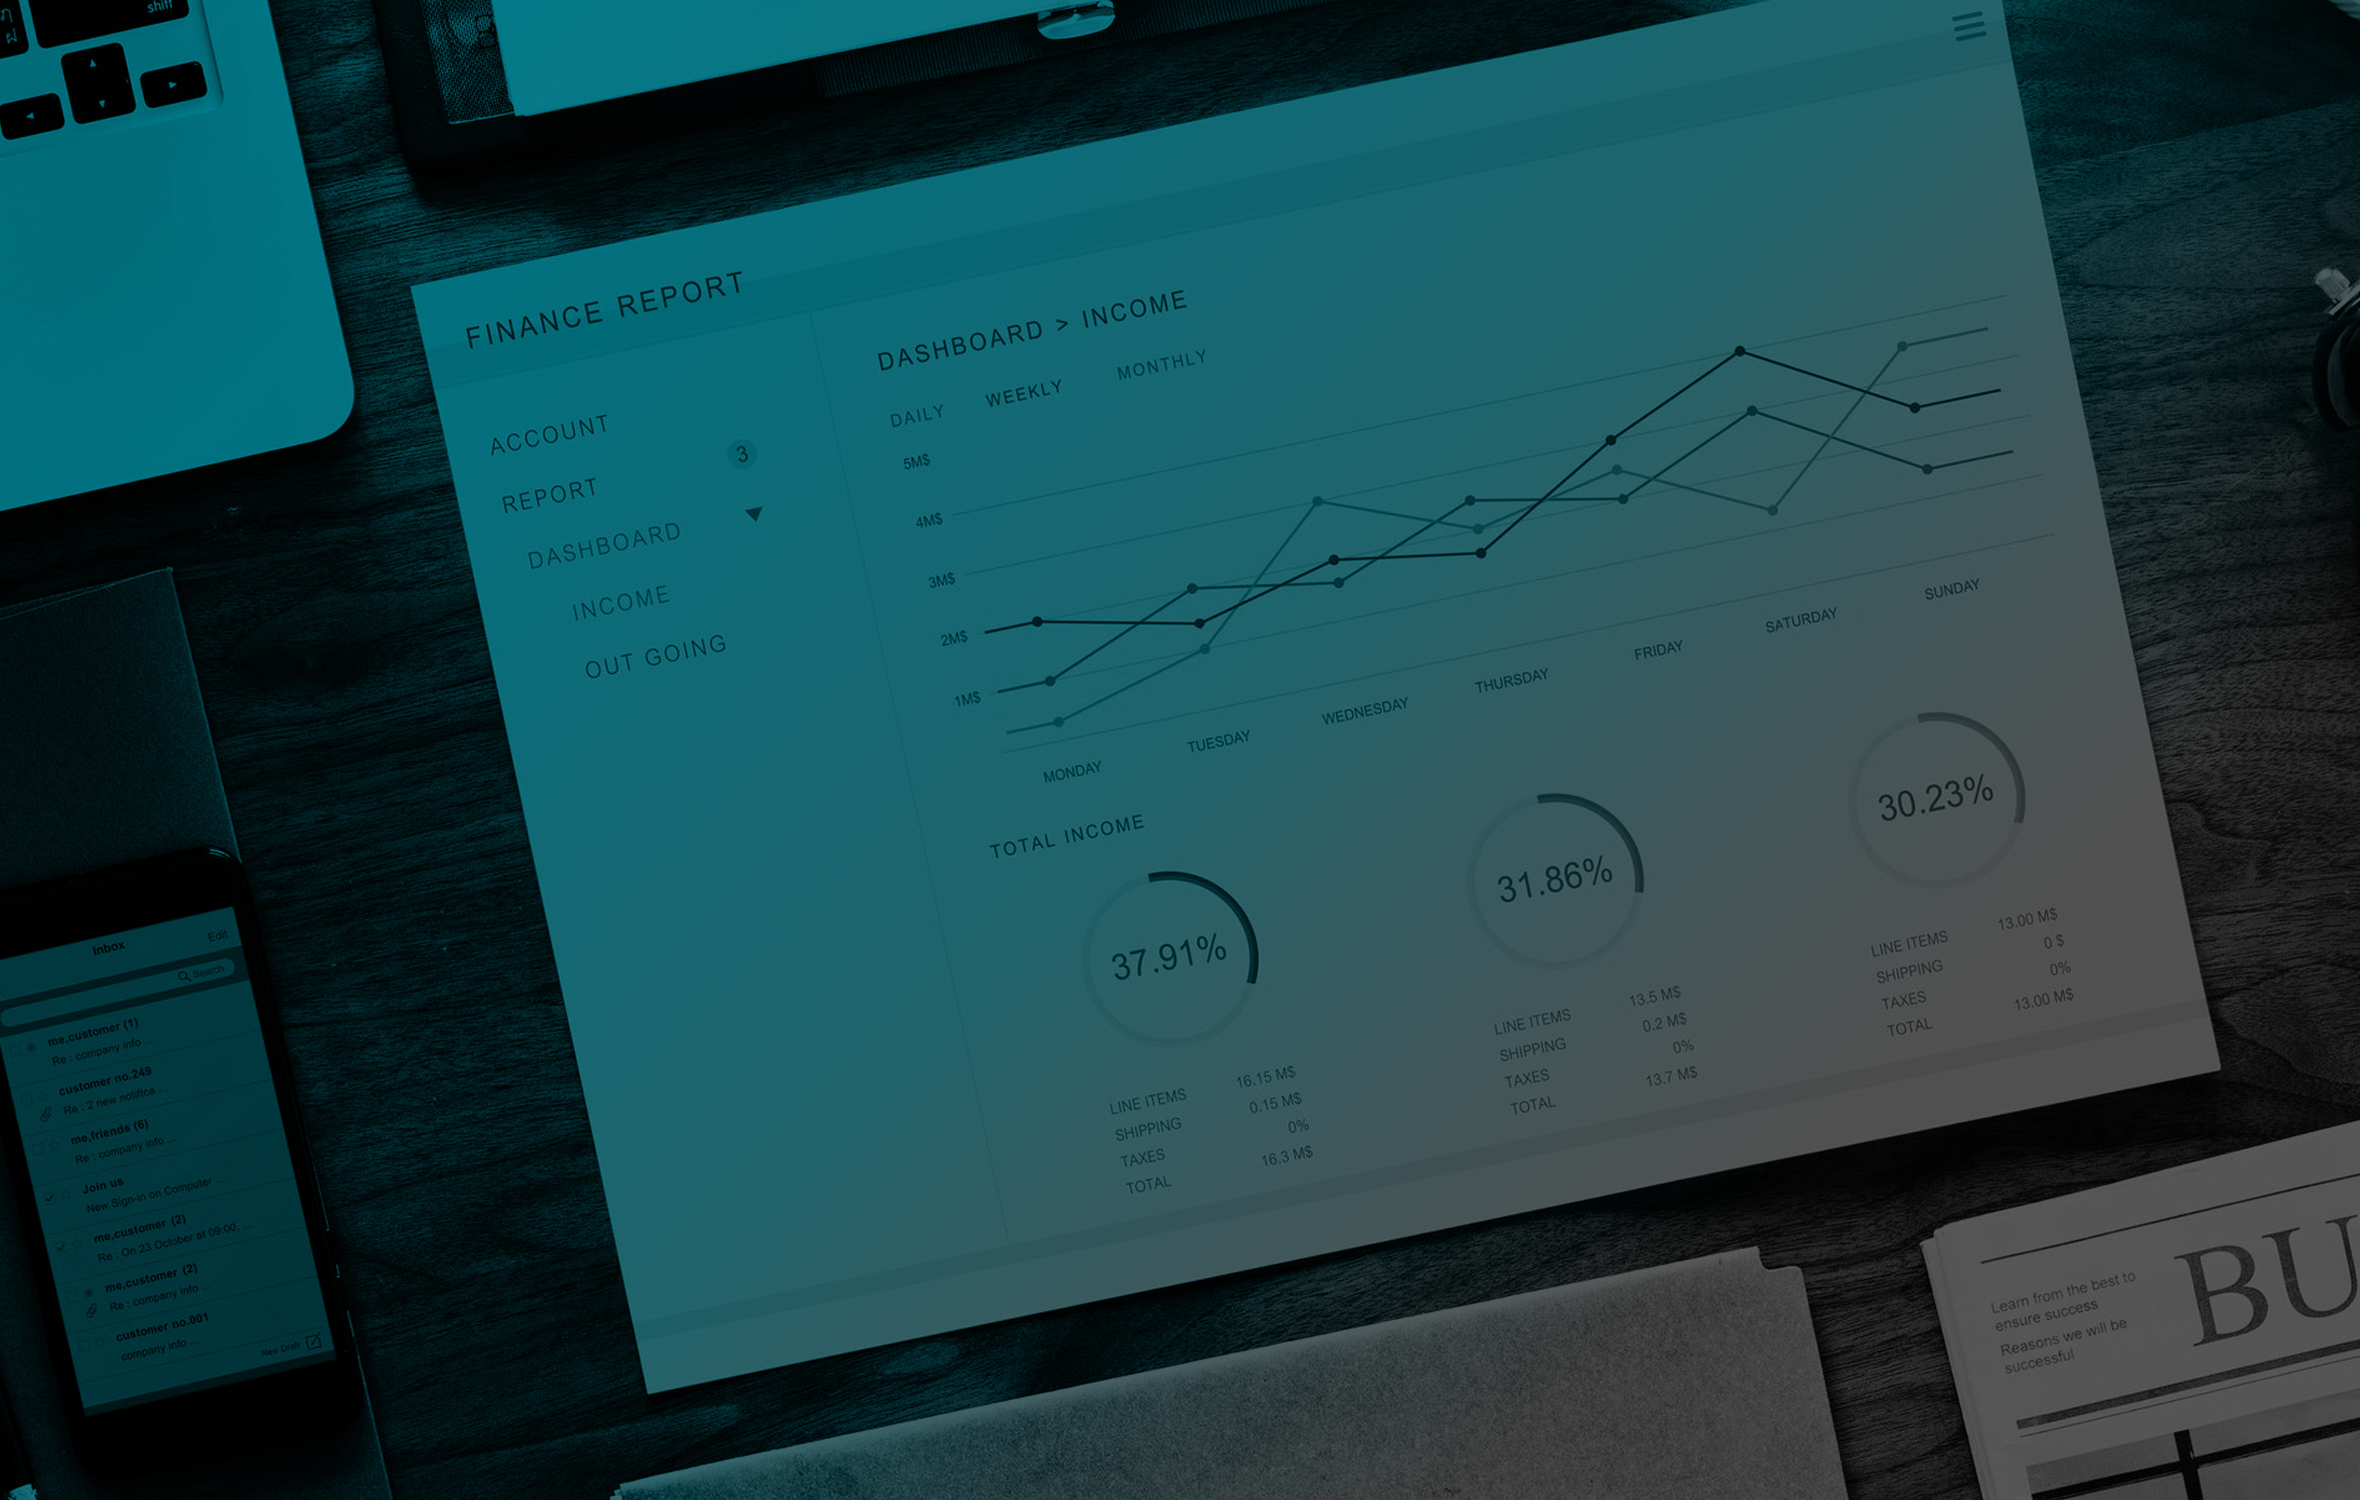 shift
FINANCE REPORT
ACCOUNT
REPORT 3
DASHBOARD
INCOME
OUT GOING
DASHBOARD > INCOME
DAILY WEEKLY MONTHLY
5M$
4M$
3M$
2M$
1M$
MONDAY TUESDAY WEDNESDAY THURSDAY FRIDAY SATURDAY SUNDAY
TOTAL INCOME
37.91%
LINE ITEMS 16.15 M$
SHIPPING 0.15 M$
TAXES 0%
TOTAL 16.3 M$
31.86%
LINE ITEMS 13.5 M$
SHIPPING 0.2 M$
TAXES 0%
TOTAL 13.7 M$
30.23%
LINE ITEMS 13.00 M$
SHIPPING 0 $
TAXES 0%
TOTAL 13.00 M$
Inbox Edit
Search
me,customer (1)
Re : company info ...
customer no.249
Re : 2 new notifica ...
me,friends (6)
Re : company info ...
Join us
New Sign-in on Computer ...
me,customer (2)
Re : On 23 October at 09:00. ...
me,customer (2)
Re : company info ...
customer no.001
company info ...
New Draft
Learn from the best to
ensure success
Reasons we will be
successful
BU